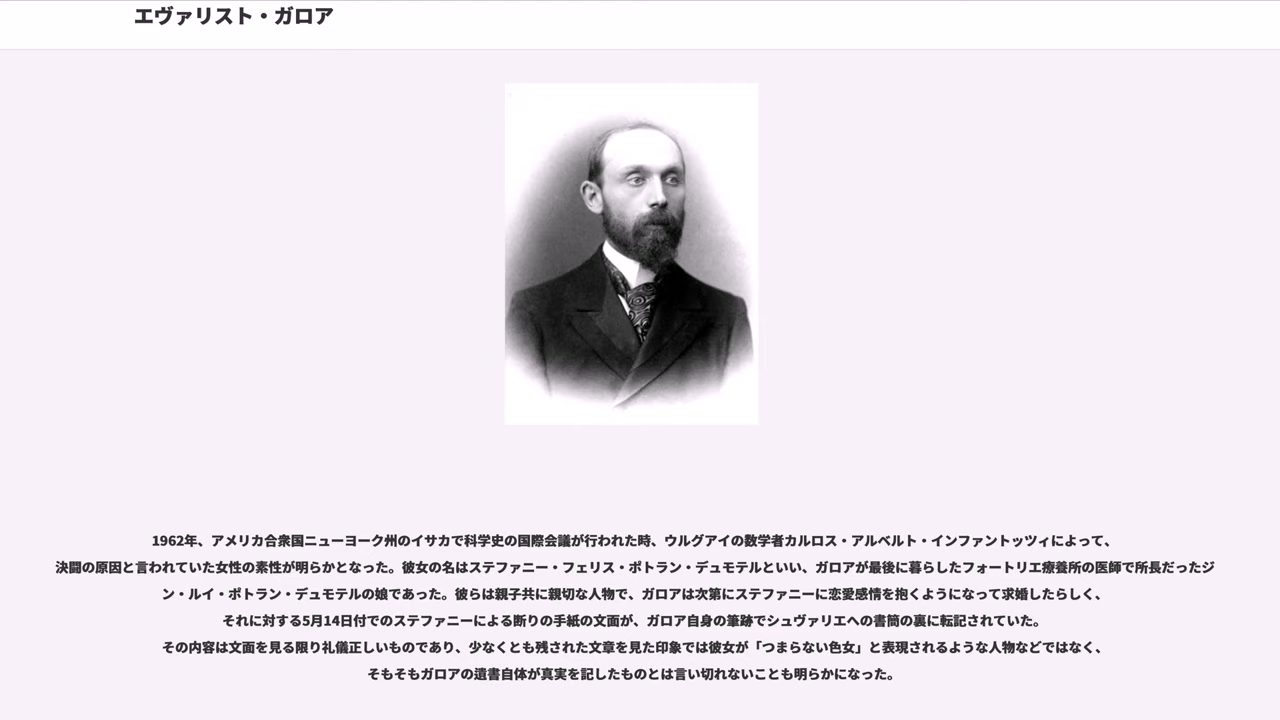 エヴァリスト・ガロア
1962年、アメリカ合衆国ニューヨーク州のイサカで科学史の国際会議が行われた時、ウルグアイの数学者カルロス・アルベルト・インファントッツィによって、
決闘の原因と言われていた女性の素性が明らかとなった。彼女の名はステファニー・フェリス・ポトラン・デュモテルといい、ガロアが最後に暮らしたフォートリエ療養所の医師で所長だったジ
ン・ルイ・ポトラン・デュモテルの娘であった。彼らは親子共に親切な人物で、ガロアは次第にステファニーに恋愛感情を抱くようになって求婚したらしく、
それに対する5月14日付でのステファニーによる断りの手紙の文面が、ガロア自身の筆跡でシュヴァリエへの書簡の裏に転記されていた。
その内容は文面を見る限り礼儀正しいものであり、少なくとも残された文章を見た印象では彼女が「つまらない色女」と表現されるような人物などではなく、
そもそもガロアの遺書自体が真実を記したものとは言い切れないことも明らかになった。